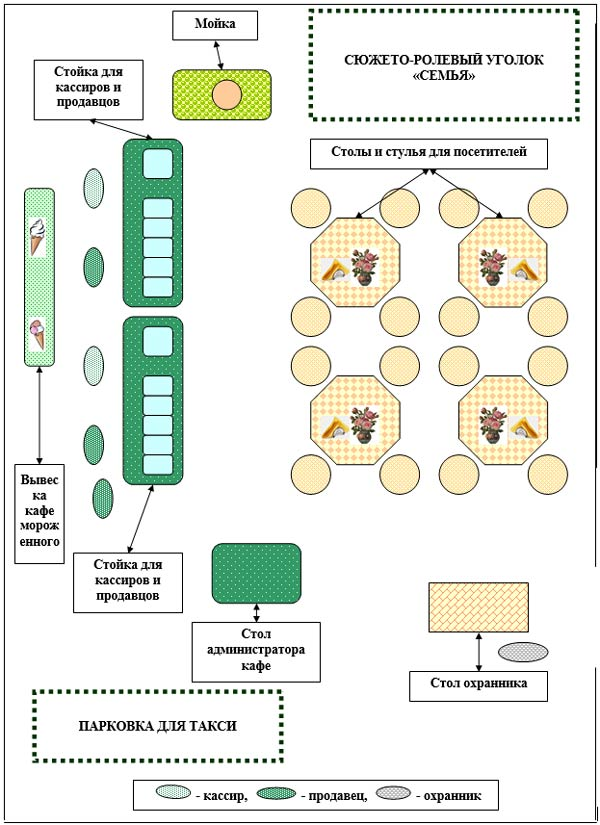 Мойка
СЮЖЕТО-РОЛЕВЫЙ УГОЛОК
«СЕМЬЯ»
Стойка для
кассиров и
продавцов
Столы и стулья для посетителей
Вывес
ка
кафе
морож
енного
Стойка для
кассиров и
продавцов
Стол
администратора
кафе
Стол охранника
ПАРКОВКА ДЛЯ ТАКСИ
- кассир, - продавец, - охранник